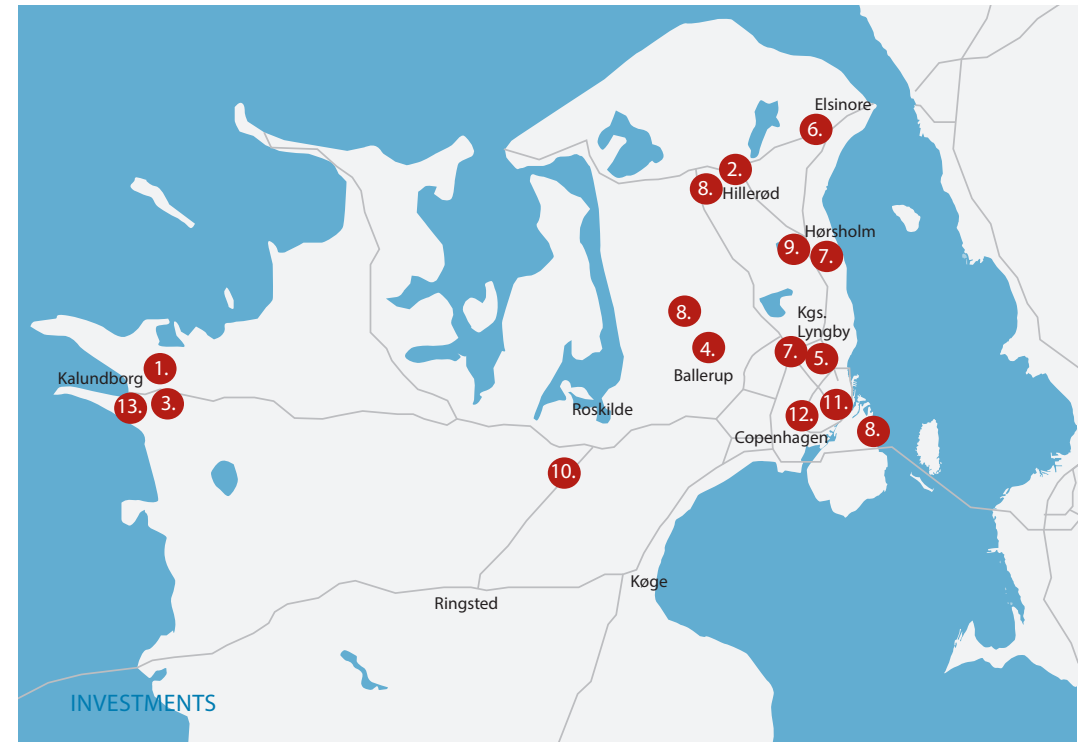 Elsinore
6.
2.
8.
Hillerød
Hørsholm
9.
7.
8.
Kgs.
Lyngby
4.
7.
5.
Ballerup
1.
Kalundborg
13.
3.
Roskilde
11.
12.
Copenhagen
8.
10.
Køge
Ringsted
INVESTMENTS